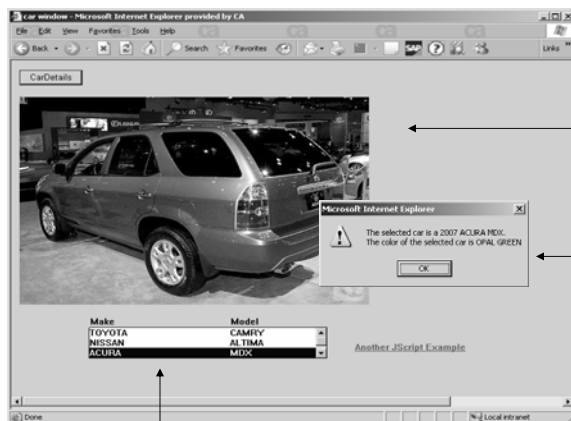 car window - Microsoft Internet Explorer provided by CA
File Edit View Favorites Tools Help
Back Search Favorites SAP Links
CarDetails
LEXUS
Microsoft Internet Explorer
The selected car is a 2007 ACURA MDX.
The color of the selected car is OPAL GREEN
OK
Make Model
TOYOTA CAMRY
NISSAN ALTIMA
ACURA MDX
Another JScript Example
Done Local intranet